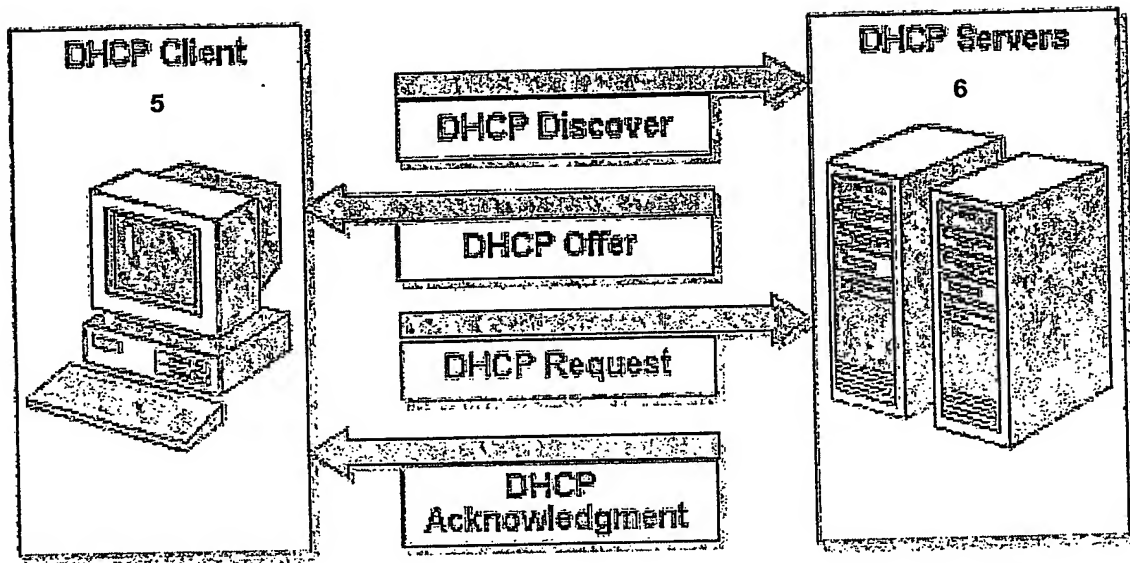 DHCP Client
5
DHCP Servers
6
DHCP Discover
DHCP Offer
DHCP Request
DHCP
Acknowledgment